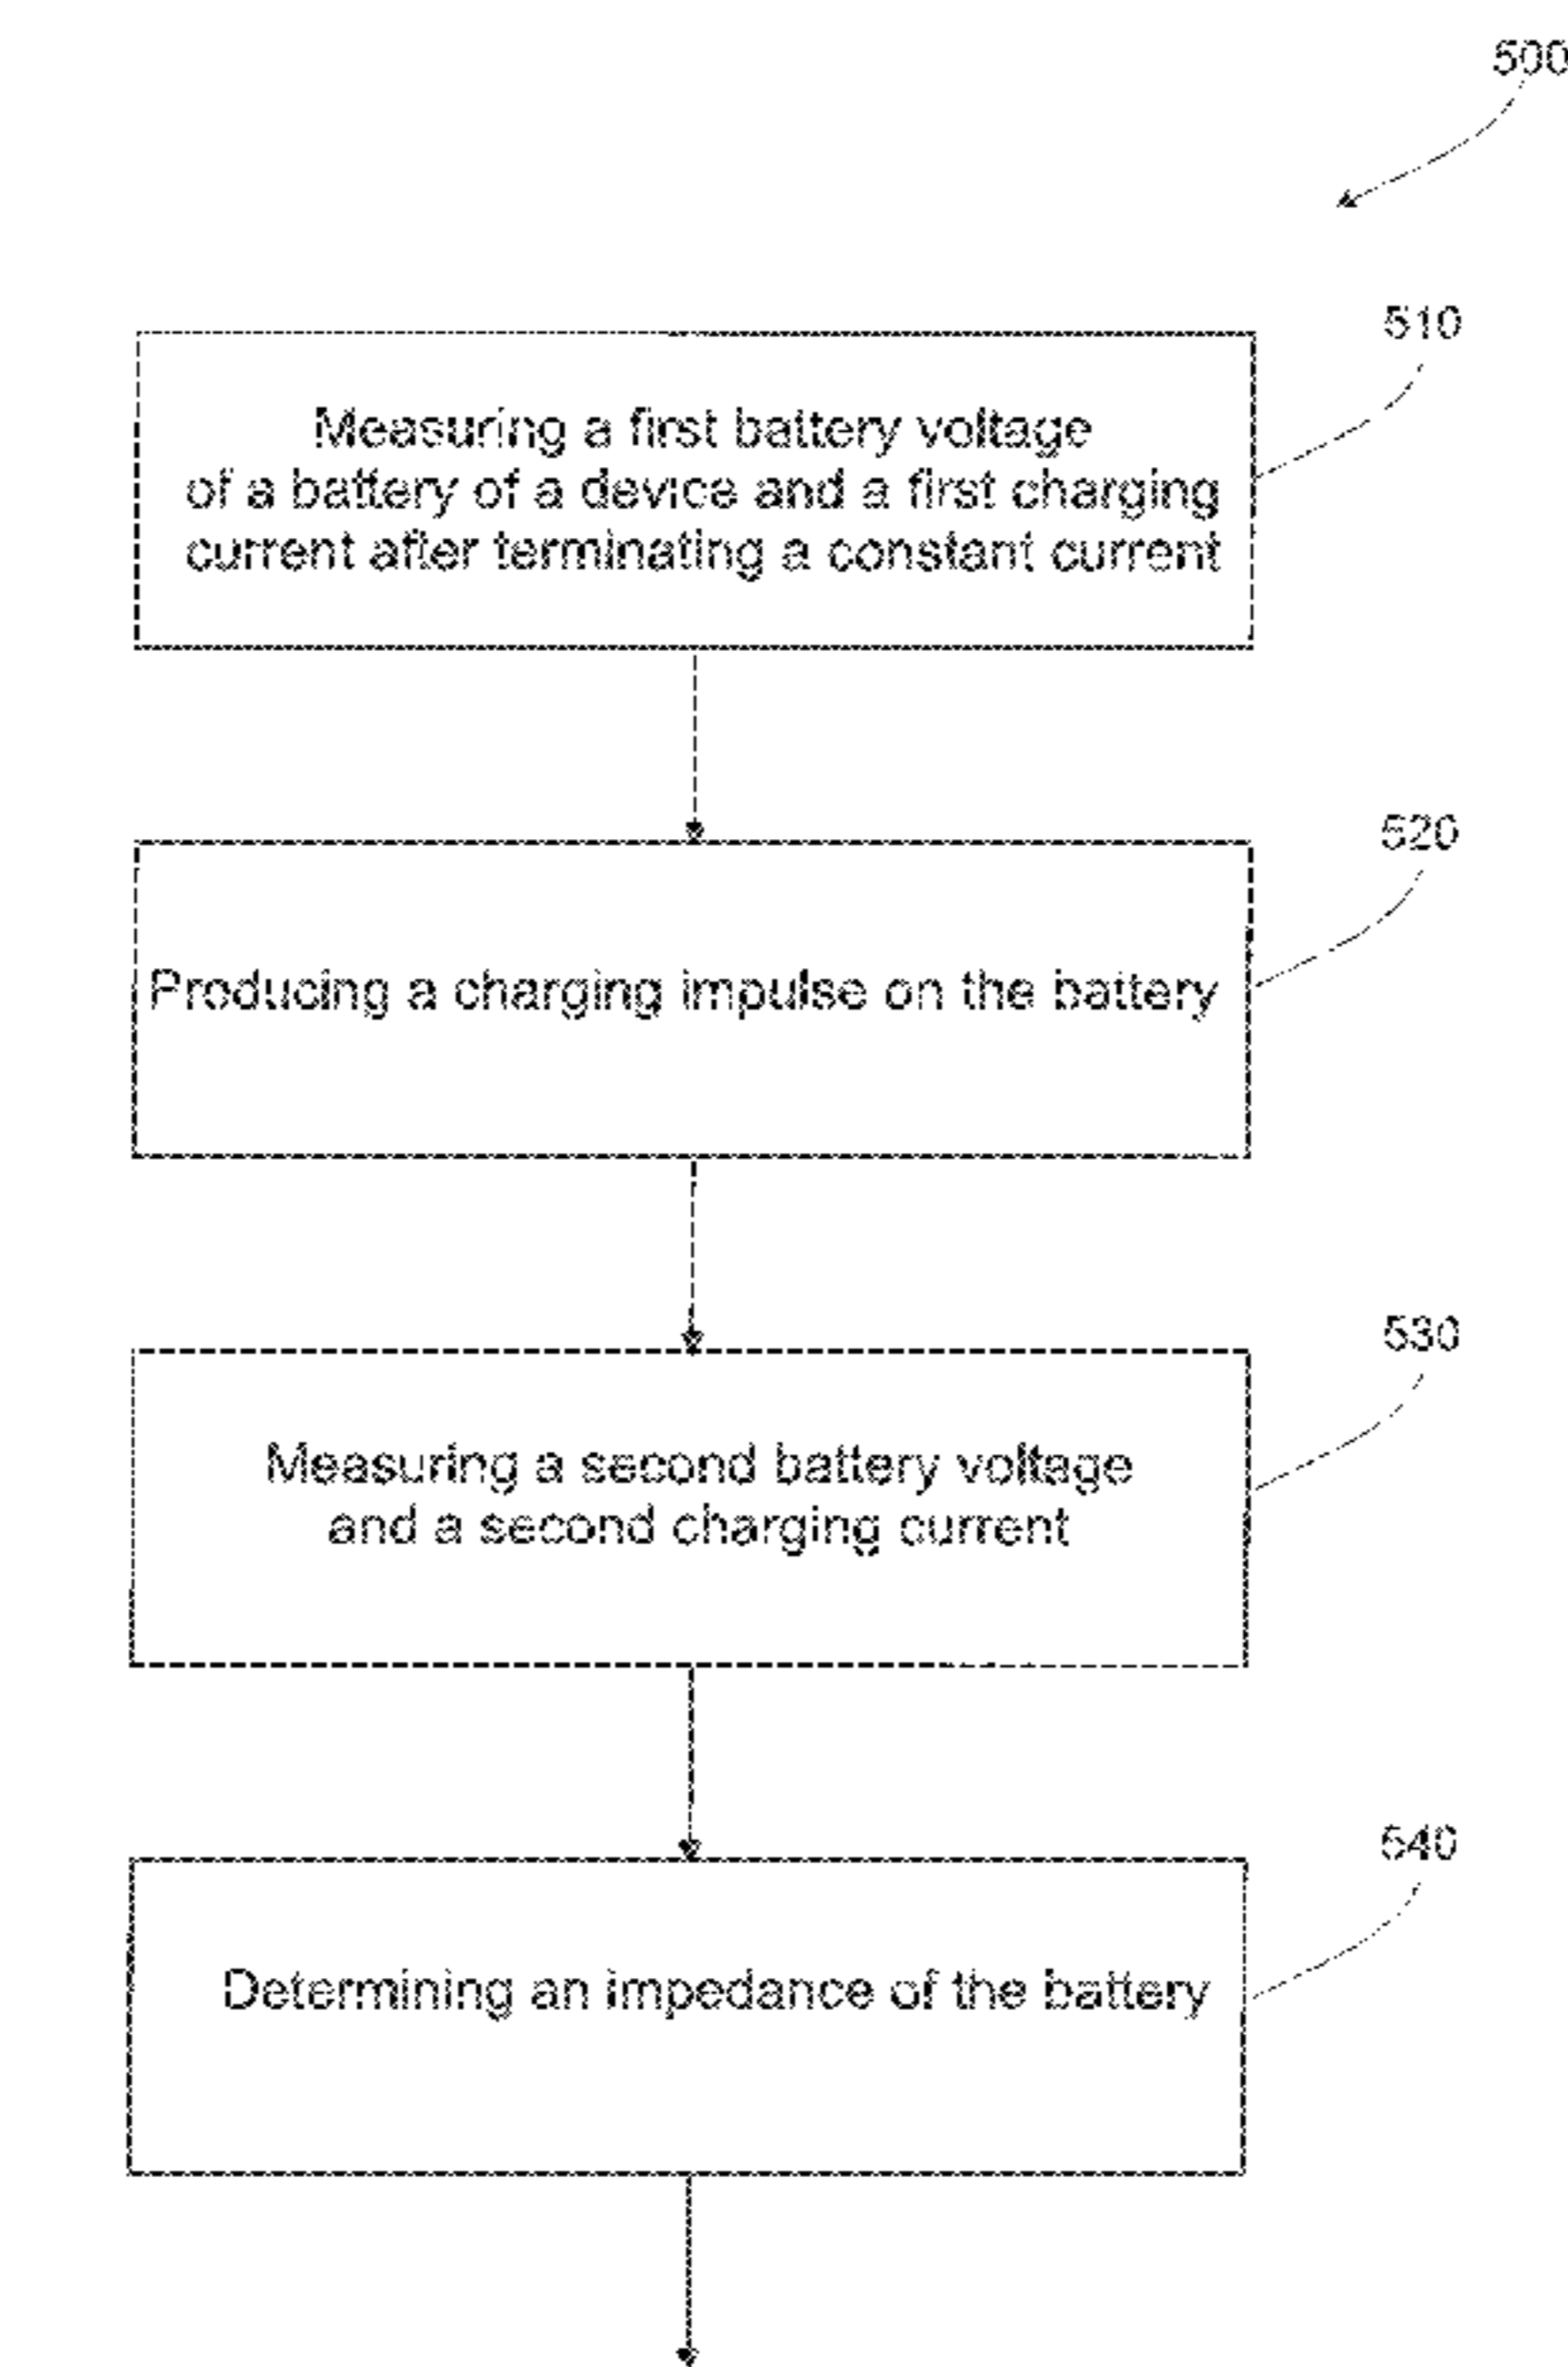 500
510
Measuring a first battery voltage
of a battery of a device and a first charging
current after terminating a constant current
520
Producing a charging impulse on the battery
530
Measuring a second battery voltage
and a second charging current
540
Determining an impedance of the battery